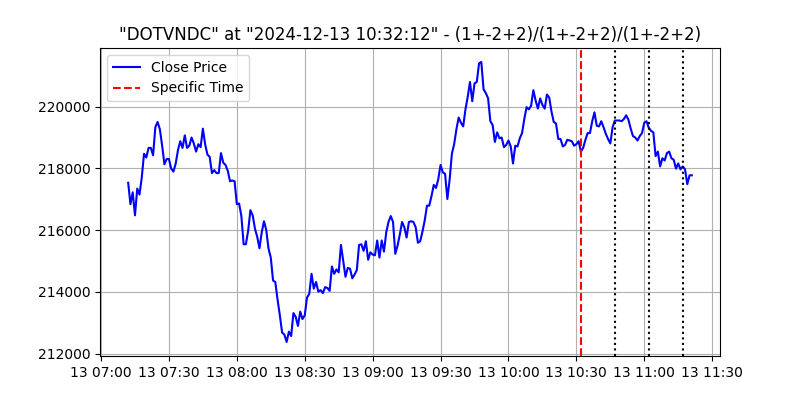 "DOTVNDC" at "2024-12-13 10:32:12" - (1+-2+2)/(1+-2+2)/(1+-2+2)
Close Price
Specific Time
220000
218000
216000
214000
212000
13 07:00 13 07:30 13 08:00 13 08:30 13 09:00 13 09:30 13 10:00 13 10:30 13 11:00 13 11:30